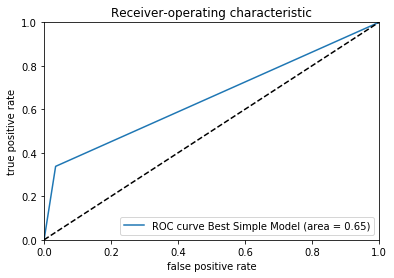 Receiver-operating characteristic
true positive rate
1.0
0.8
0.6
0.4
0.2
0.0
ROC curve Best Simple Model (area = 0.65)
0.0 0.2 0.4 0.6 0.8 1.0
false positive rate